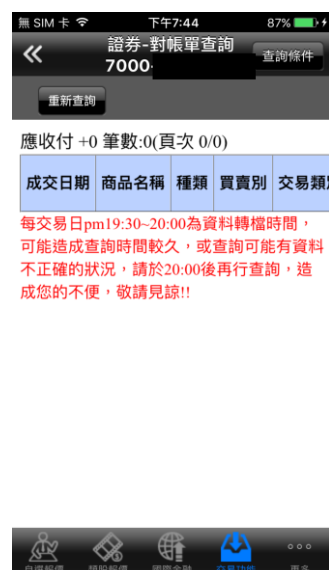 無 SIM 卡 下午7:44 87%
證券-對帳單查詢
7000-
查詢條件
重新查詢
應收付 +0 筆數:0(頁次 0/0)
成交日期 商品名稱 種類 買賣別 交易類別
每交易日pm19:30~20:00為資料轉檔時間，
可能造成查詢時間較久，或查詢可能有資料
不正確的狀況，請於20:00後再行查詢，造
成您的不便，敬請見諒!!